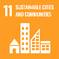 11 SUSTAINABLE CITIES
AND COMMUNITIES